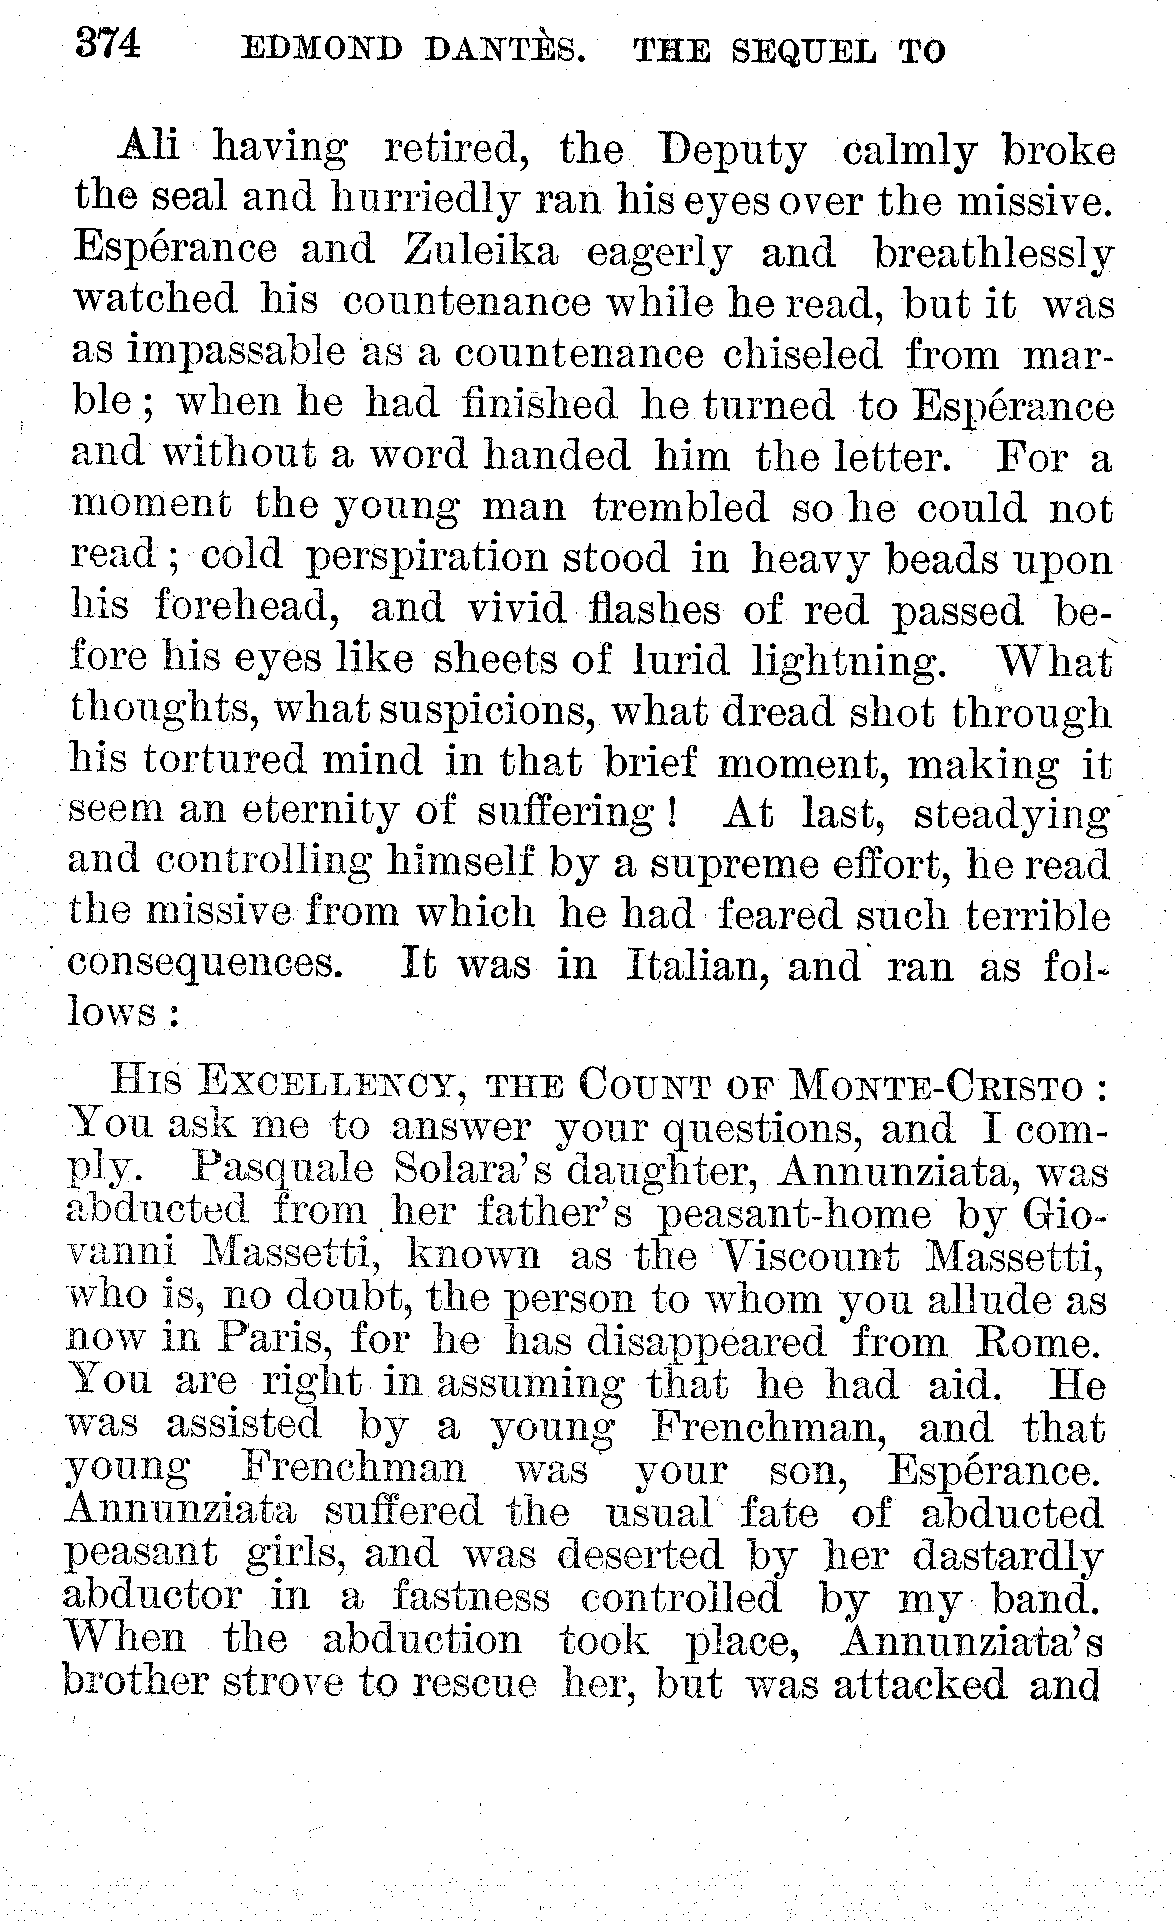 374 EDMOND DANTÈS. THE SEQUEL TO
Ali having retired, the Deputy calmly broke
the seal and hurriedly ran his eyes over the missive.
Espérance and Zuleika eagerly and breathlessly
watched his countenance while he read, but it was
as impassable as a countenance chiseled from mar-
ble; when he had finished he turned to Espérance
and without a word handed him the letter. For a
moment the young man trembled so he could not
read; cold perspiration stood in heavy beads upon
his forehead, and vivid flashes of red passed be-
fore his eyes like sheets of lurid lightning. What
thoughts, what suspicions, what dread shot through
his tortured mind in that brief moment, making it
seem an eternity of suffering! At last, steadying
and controlling himself by a supreme effort, he read
the missive from which he had feared such terrible
consequences. It was in Italian, and ran as fol-
lows:
HIS EXCELLENCY, THE COUNT OF MONTE-CRISTO:
You ask me to answer your questions, and I com-
ply. Pasquale Solara's daughter, Annunziata, was
abducted from her father's peasant-home by Gio-
vanni Massetti, known as the Viscount Massetti,
who is, no doubt, the person to whom you allude as
now in Paris, for he has disappeared from Rome.
You are right in assuming that he had aid. He
was assisted by a young Frenchman, and that
young Frenchman was your son, Espérance.
Annunziata suffered the usual fate of abducted
peasant girls, and was deserted by her dastardly
abductor in a fastness controlled by my band.
When the abduction took place, Annunziata's
brother strove to rescue her, but was attacked and